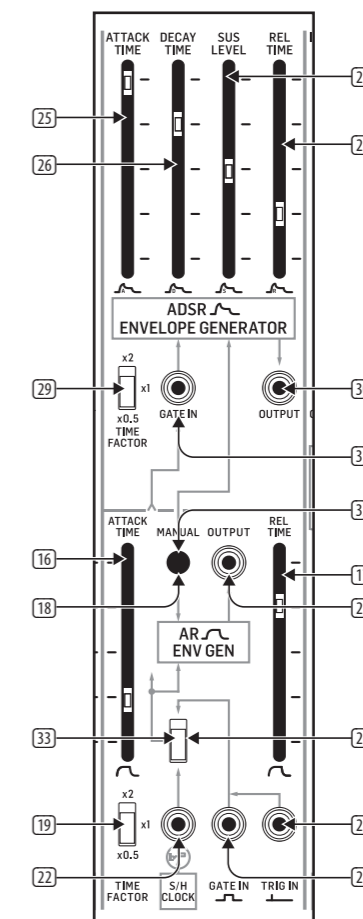 ATTACK TIME DECAY TIME SUS LEVEL REL TIME
25
26
A D S R
ADSR
ENVELOPE GENERATOR
x2
29 x1
x0.5
TIME FACTOR
GATE IN
OUTPUT
ATTACK TIME MANUAL OUTPUT REL TIME
16
18
AR
ENV GEN
33
x2
19 x1
x0.5
22
TIME FACTOR
S/H CLOCK
GATE IN
TRIG IN